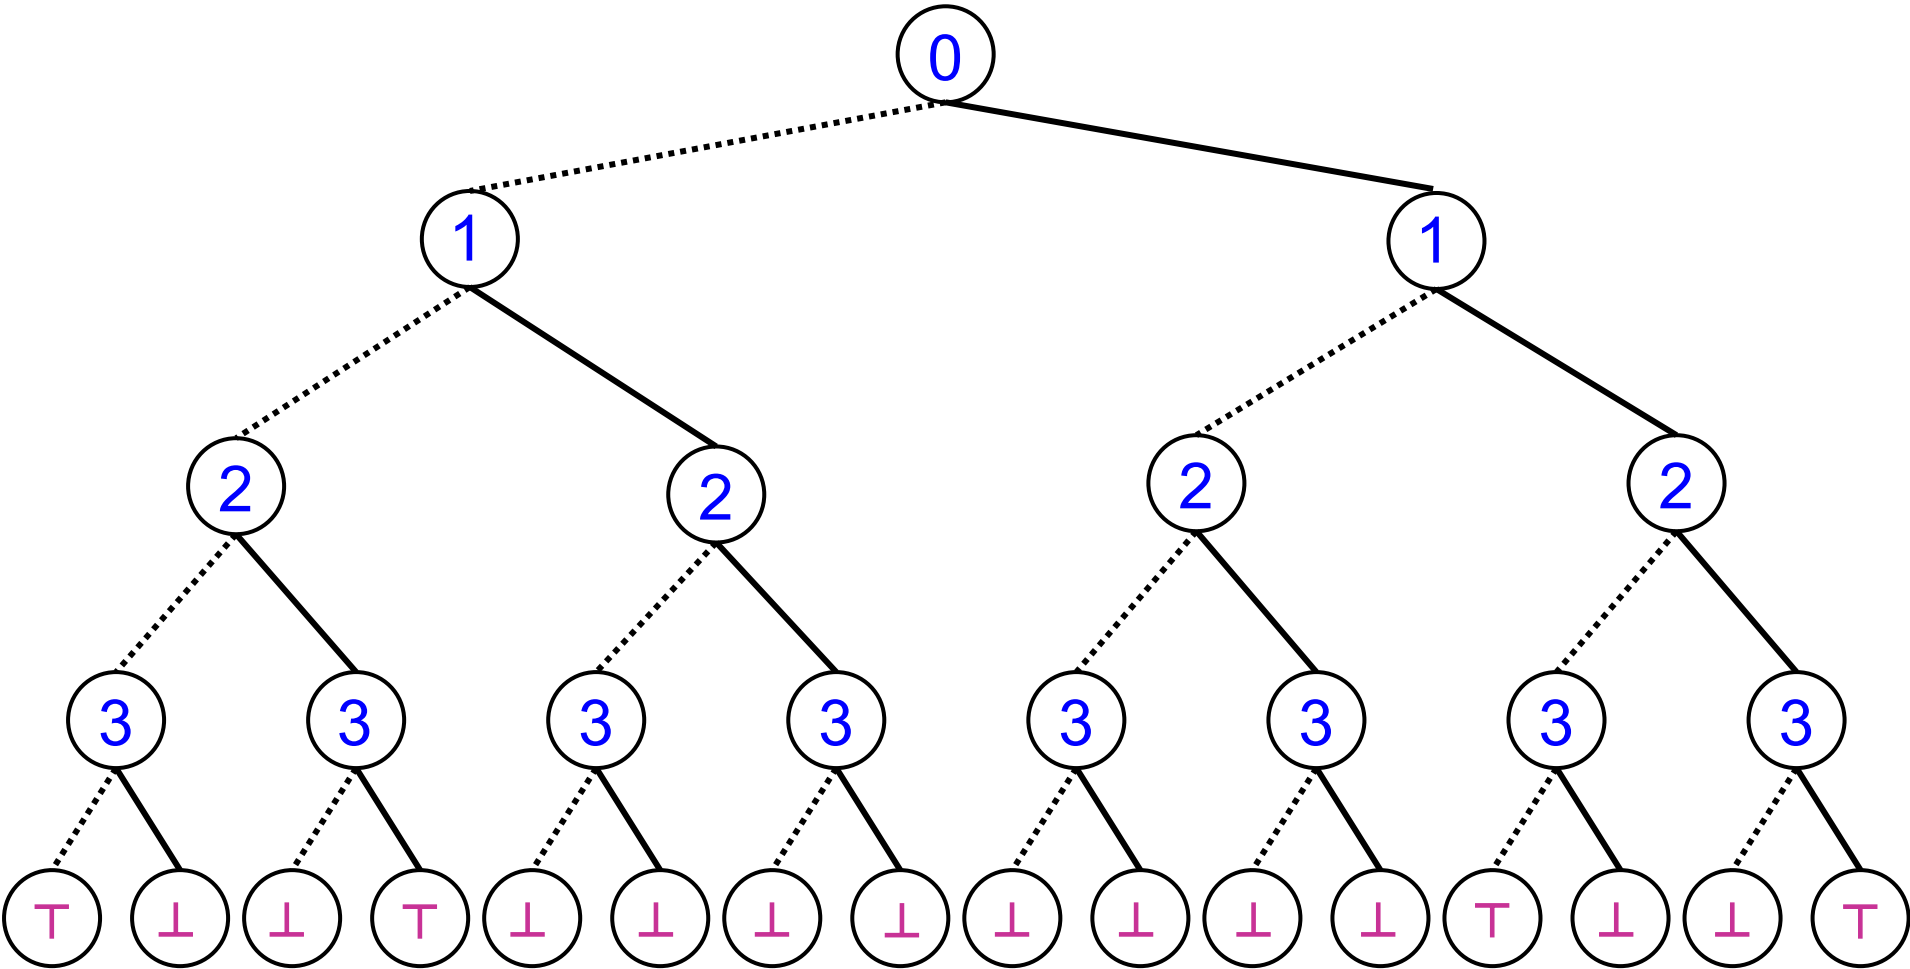 0
1 1
2 2 2 2
3 3 3 3 3 3 3 3
⊤ ⊥ ⊥ ⊤ ⊥ ⊥ ⊥ ⊥ ⊥ ⊥ ⊥ ⊥ ⊤ ⊥ ⊥ ⊤